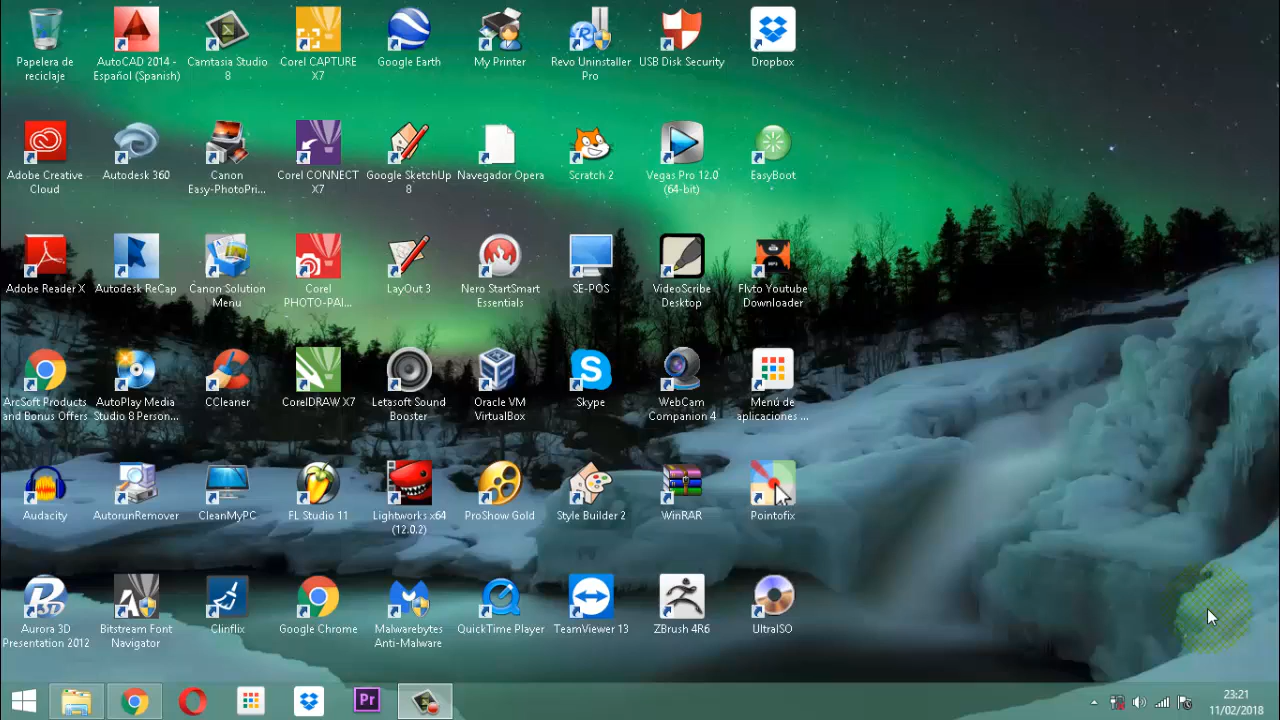 Papelera de
reciclaje
AutoCAD 2014 -
Español (Spanish)
Camtasia Studio
8
Corel CAPTURE
X7
Google Earth
My Printer
Revo Uninstaller
Pro
USB Disk Security
Dropbox
Adobe Creative
Cloud
Autodesk 360
Canon
Easy-PhotoPri...
Corel CONNECT
X7
Google SketchUp
8
Navegador Opera
Scratch 2
Vegas Pro 12.0
(64-bit)
EasyBoot
Adobe Reader X
Autodesk ReCap
Canon Solution
Menu
Corel
PHOTO-PAI...
LayOut 3
Nero StartSmart
Essentials
SE-POS
VideoScribe
Desktop
Flvto Youtube
Downloader
ArcSoft Products
and Bonus Offers
AutoPlay Media
Studio 8 Person...
CCleaner
CorelDRAW X7
Letasoft Sound
Booster
Oracle VM
VirtualBox
Skype
WebCam
Companion 4
Menú de
aplicaciones ...
Audacity
AutorunRemover
CleanMyPC
FL Studio 11
Lightworks x64
(12.0.2)
ProShow Gold
Style Builder 2
WinRAR
Pointofix
Aurora 3D
Presentation 2012
Bitstream Font
Navigator
Clinflix
Google Chrome
Malwarebytes
Anti-Malware
QuickTime Player
TeamViewer 13
ZBrush 4R6
UltraISO
Pr
23:21
11/02/2018